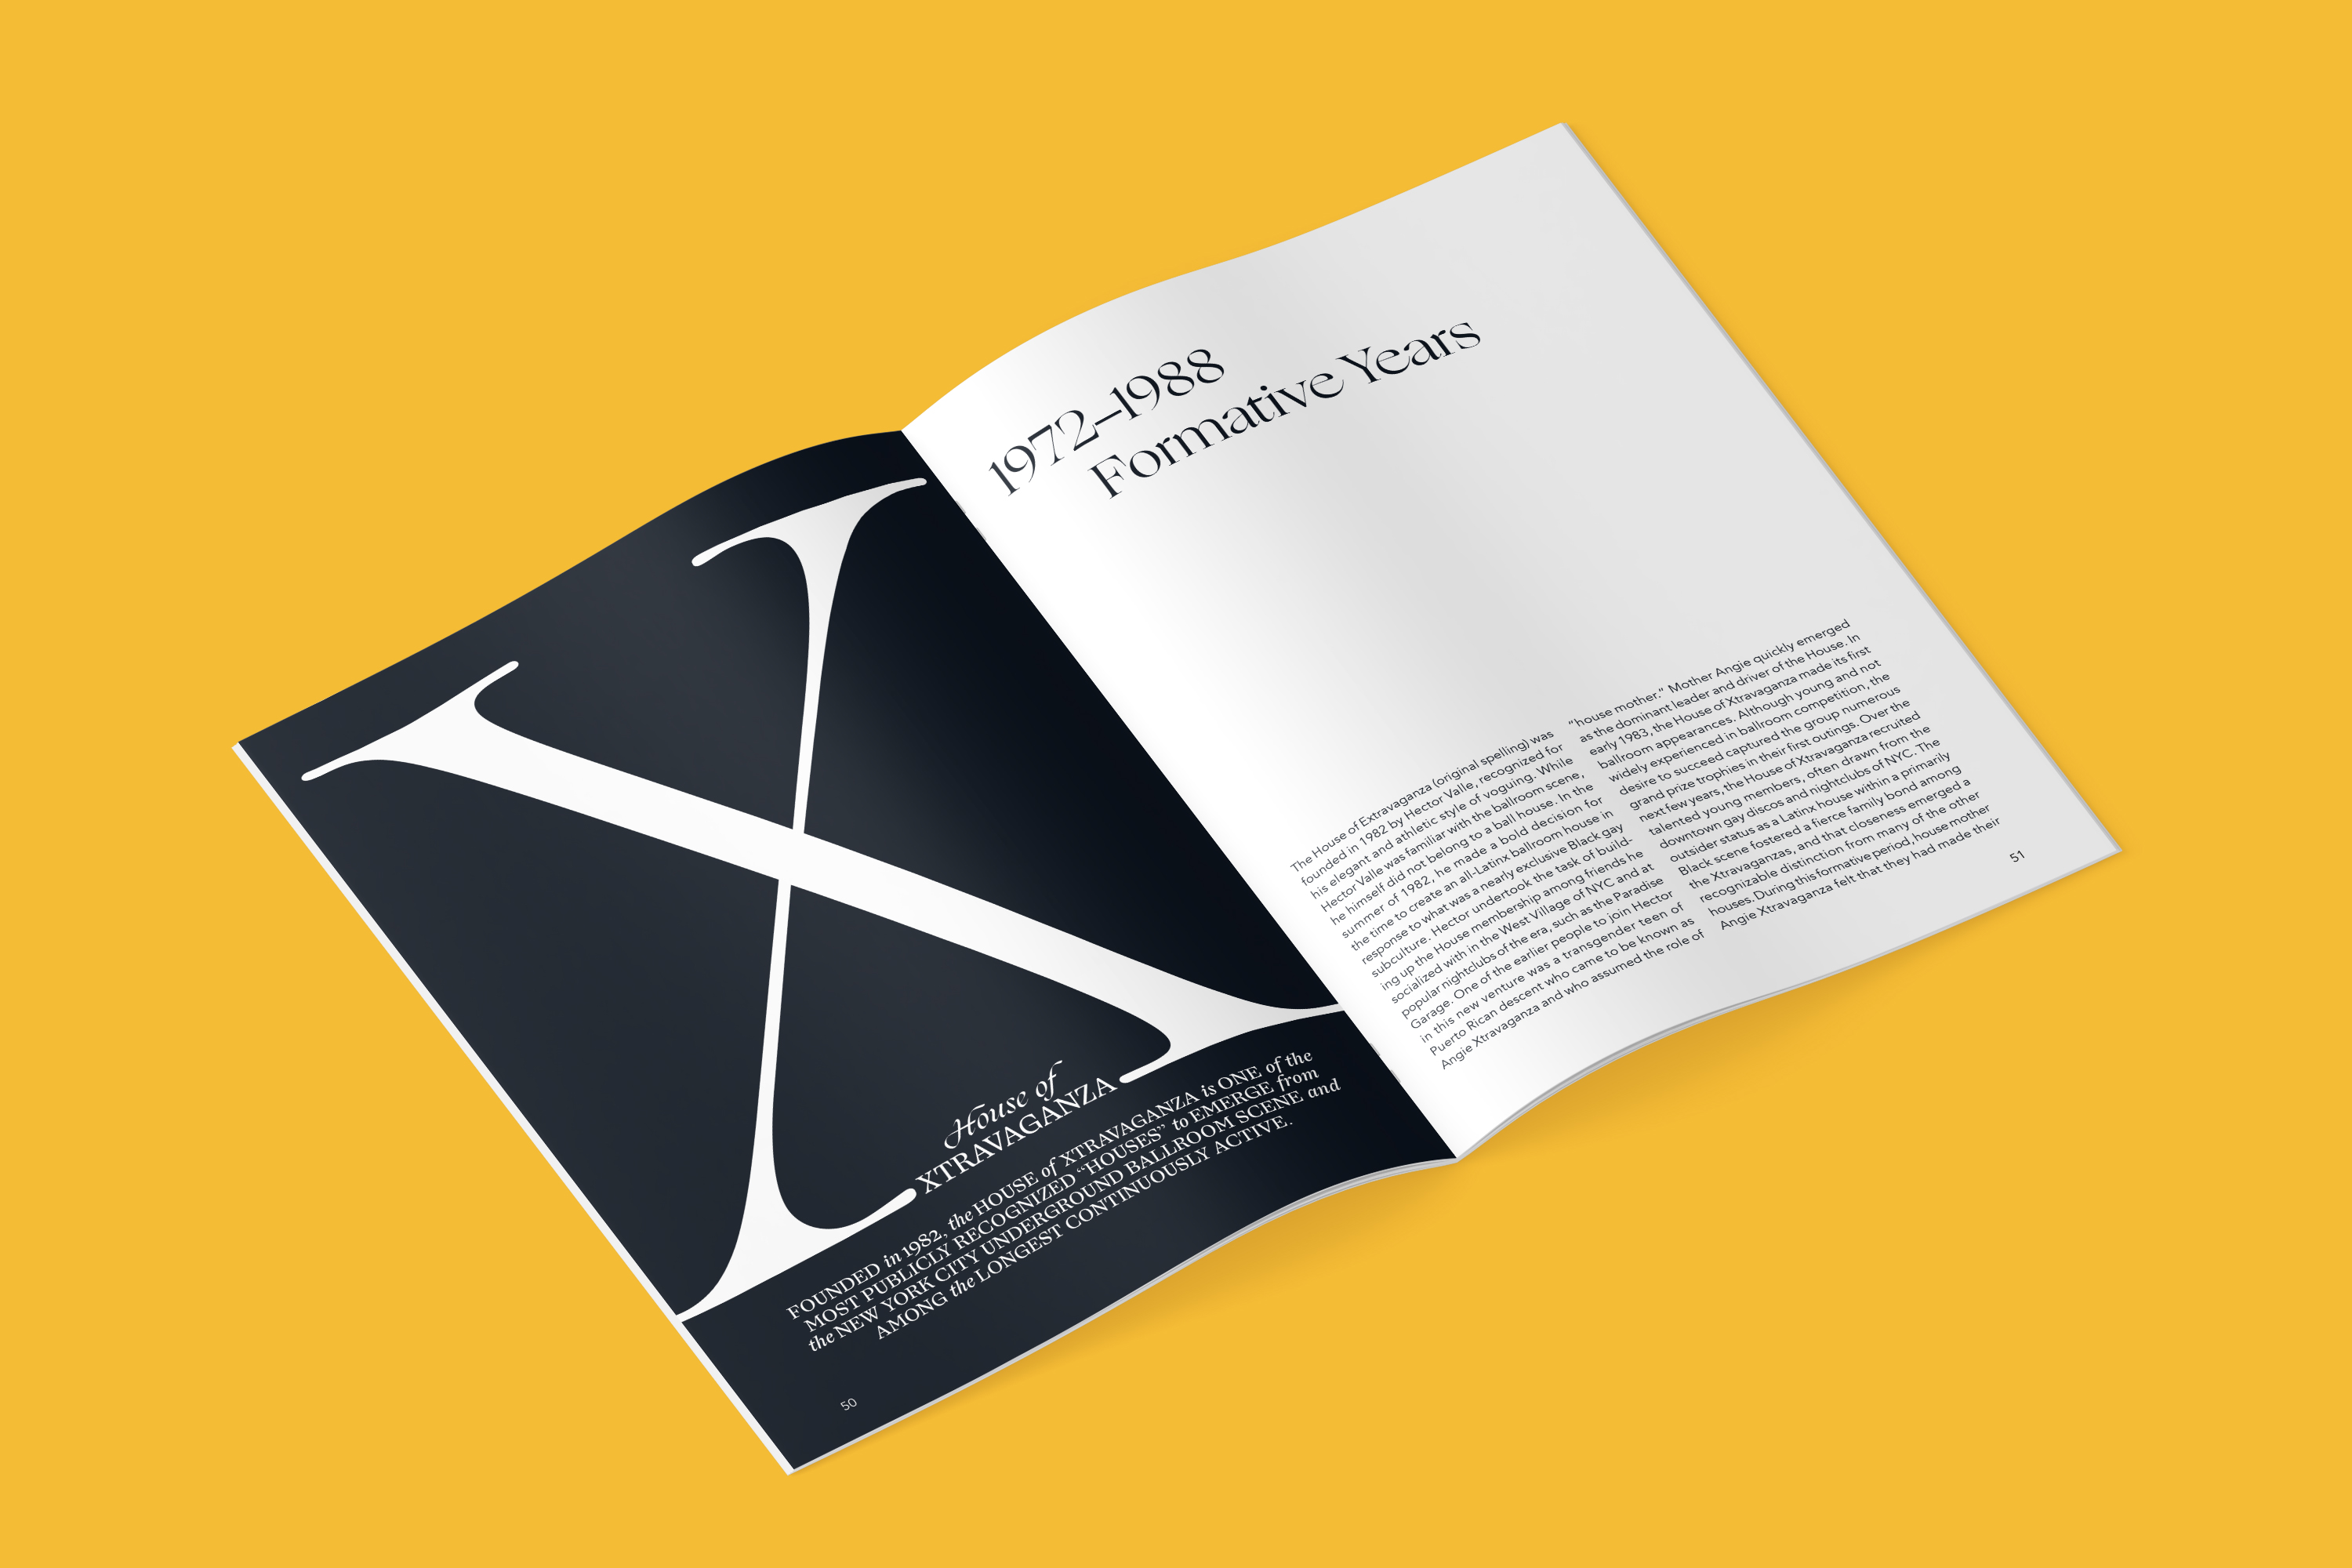 X
House of
XTRAVAGANZA
FOUNDED in 1982, the HOUSE of XTRAVAGANZA is ONE of the
MOST PUBLICLY RECOGNIZED “HOUSES” to EMERGE from
the NEW YORK CITY UNDERGROUND BALLROOM SCENE and
AMONG the LONGEST CONTINUOUSLY ACTIVE.
50
1972–1988
Formative Years
The House of Extravaganza (original spelling) was
founded in 1982 by Hector Valle, recognized for
his elegant and athletic style of voguing. While
Hector Valle was familiar with the ballroom scene,
he himself did not belong to a ball house. In the
summer of 1982, he made a bold decision for
the time to create an all-Latinx ballroom house in
response to what was a nearly exclusive Black gay
subculture. Hector undertook the task of build-
ing up the House membership among friends he
socialized with in the West Village of NYC and at
popular nightclubs of the era, such as the Paradise
Garage. One of the earlier people to join Hector
in this new venture was a transgender teen of
Puerto Rican descent who came to be known as
Angie Xtravaganza and who assumed the role of
“house mother.” Mother Angie quickly emerged
as the dominant leader and driver of the House. In
early 1983, the House of Xtravaganza made its first
ballroom appearances. Although young and not
widely experienced in ballroom competition, the
desire to succeed captured the group numerous
grand prize trophies in their first outings. Over the
next few years, the House of Xtravaganza recruited
talented young members, often drawn from the
downtown gay discos and nightclubs of NYC. The
outsider status as a Latinx house within a primarily
Black scene fostered a fierce family bond among
the Xtravaganzas, and that closeness emerged a
recognizable distinction from many of the other
houses. During this formative period, house mother
Angie Xtravaganza felt that they had made their
51